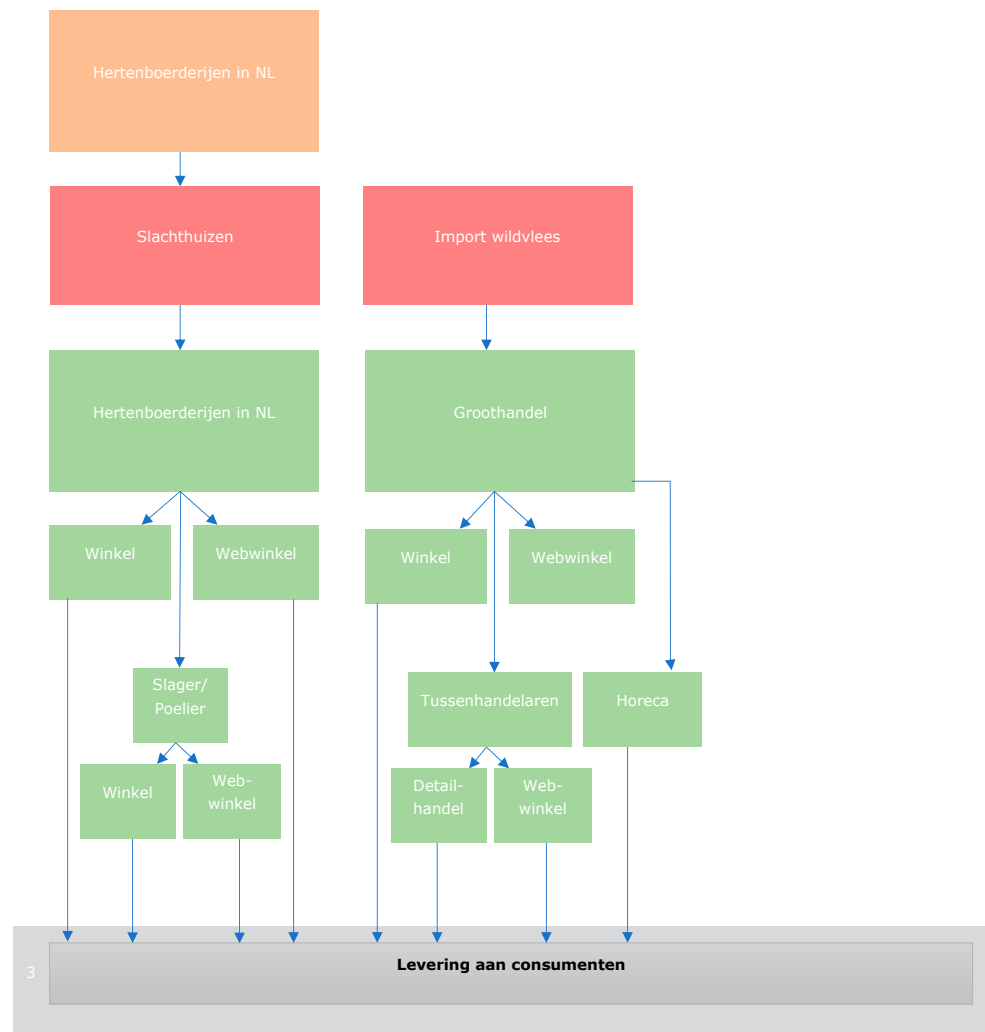 Hertenboerderijen in NL
Slachthuizen
Import wildvlees
Hertenboerderijen in NL
Groothandel
Winkel
Webwinkel
Winkel
Webwinkel
Slager/
Poelier
Tussenhandelaren
Horeca
Winkel
Web-
winkel
Detail-
handel
Web-
winkel
3
Levering aan consumenten